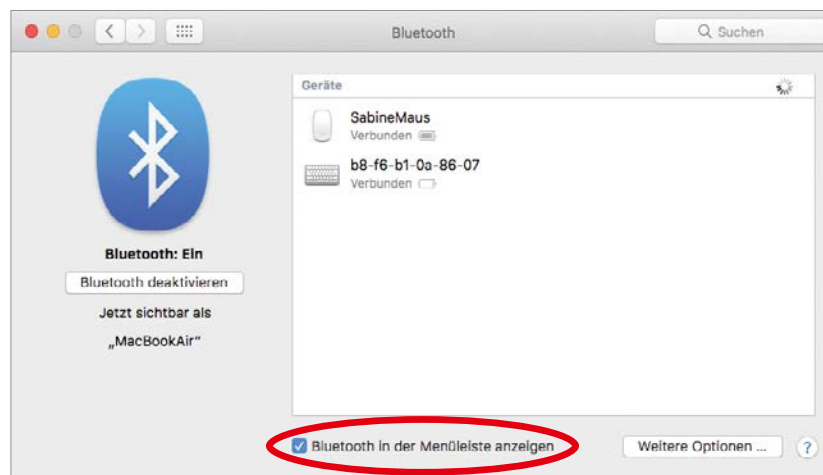 Bluetooth
Suchen
Geräte
SabineMaus
Verbunden
b8-f6-b1-0a-86-07
Verbunden
Bluetooth: Ein
Bluetooth deaktivieren
Jetzt sichtbar als
„MacBookAir“
Bluetooth in der Menüleiste anzeigen
Weitere Optionen ...
?